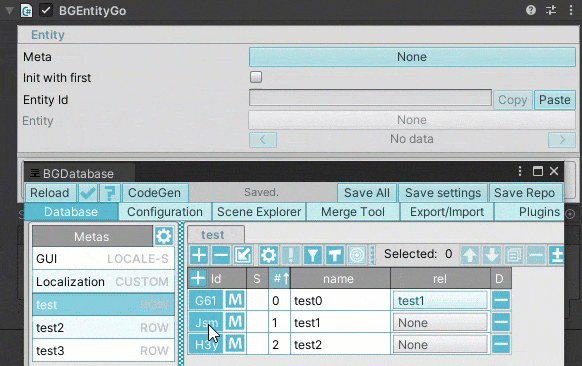 BGEntityGo
Entity
Meta None
Init with first
Entity Id Copy Paste
Entity None
< No data >
BGDatabase
Reload CodeGen Saved. Save All Save settings Save Repo
Database Configuration Scene Explorer Merge Tool Export/Import Plugins
Metas test
GUI LOCALE-S Selected: 0
Localization CUSTOM Id S # name rel D
test ROW G61 M 0 test0 test1
test2 ROW Jsm M 1 test1 None
test3 ROW H3y M 2 test2 None